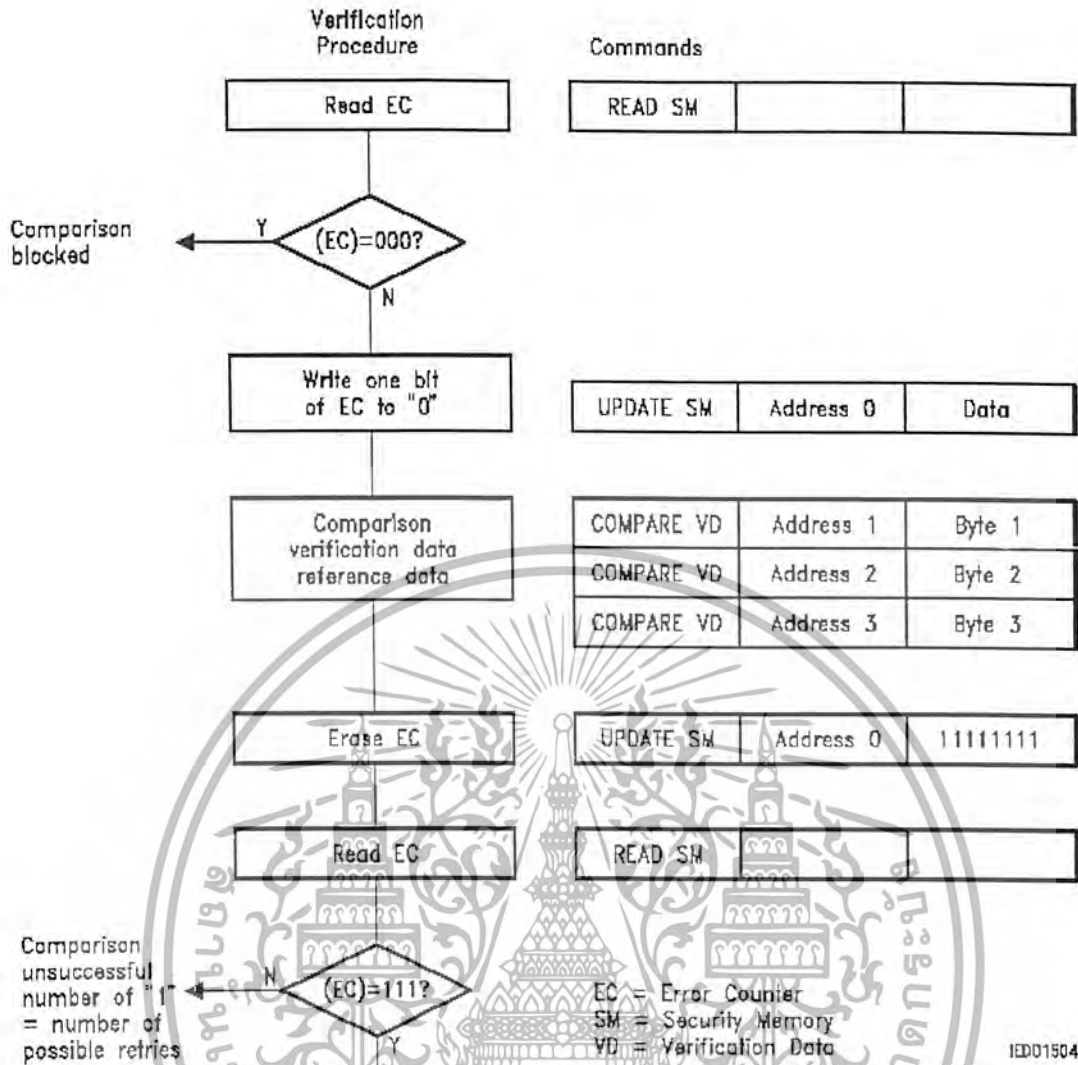 Verification
Procedure
Commands
Read EC
READ SM
Comparison
blocked
Y
(EC)=000?
N
Write one bit
of EC to "0"
UPDATE SM Address 0 Data
Comparison
verification data
reference data
COMPARE VD Address 1 Byte 1
COMPARE VD Address 2 Byte 2
COMPARE VD Address 3 Byte 3
Erase EC
UPDATE SM Address 0 11111111
Read EC
READ SM
Comparison
unsuccessful
number of "1"
= number of
possible retries
N
(EC)=111?
Y
EC = Error Counter
SM = Security Memory
VD = Verification Data
IED01504